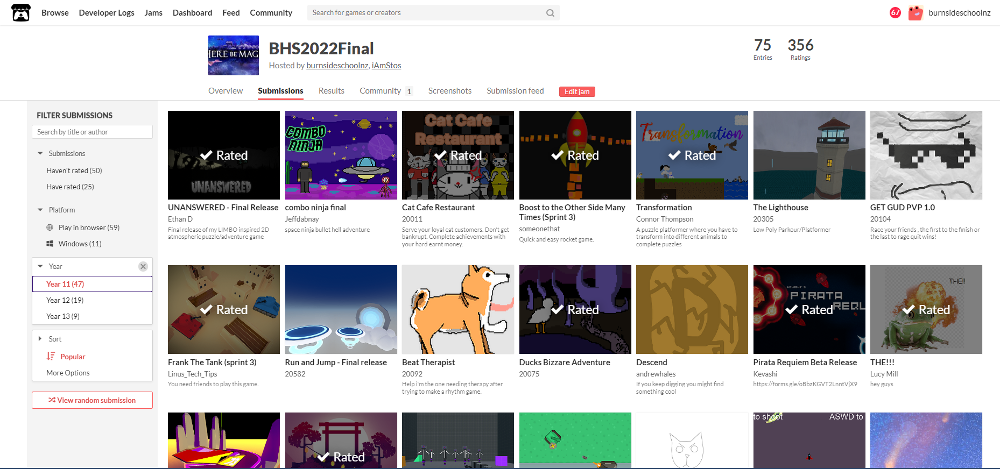 Browse Developer Logs Jams Dashboard Feed Community Search for games or creators 67 burnsideschoolnz
HERE BE MAG
BHS2022Final
Hosted by burnsideschoolnz, iAmStos
75 Entries
356 Ratings
Overview Submissions Results Community 1 Screenshots Submission feed Edit jam
FILTER SUBMISSIONS
Search by title or author
Submissions
Haven't rated (50)
Have rated (25)
Platform
Play in browser (59)
Windows (11)
Year
Year 11 (47)
Year 12 (19)
Year 13 (9)
Sort
Popular
More Options
View random submission
Rated
UNANSWERED
UNANSWERED - Final Release
Ethan D
Final release of my LIMBO inspired 2D
atmospheric puzzle/adventure game
COMBO
NINJA
combo ninja final
Jeffdabnay
space ninja bullet hell adventure
Cat Cafe
Restaurant
Rated
Cat Cafe Restaurant
20011
Serve your loyal cat customers. Don't get
bankrupt. Complete achievements with
your hard earnt money.
Rated
Boost to the Other Side Many
Times (Sprint 3)
someonethat
Quick and easy rocket game.
Transformation
Rated
Transformation
Connor Thompson
A puzzle platformer where you have to
transform into different animals to
complete puzzles
The Lighthouse
20305
Low Poly Parkour/Platformer
GET GUD PVP 1.0
20104
Race your friends , the first to the finish or
the last to rage quit wins!
Rated
Frank The Tank (sprint 3)
Linus_Tech_Tips
You need friends to play this game.
Run and Jump - Final release
20582
Beat Therapist
20092
Help i'm the one needing therapy after
trying to make a rhythm game.
Rated
Ducks Bizzare Adventure
20075
Descend
andrewhales
If you keep digging you might find
something cool
KEVASHI'S
PIRATA
REQU
Rated
Pirata Requiem Beta Release
Kevashi
https://forms.gle/oBbzKGVT2LnntVjX9
THE!!
Rated
THE!!!
Lucy Mill
hey guys
Rated
to shoot ASWD to